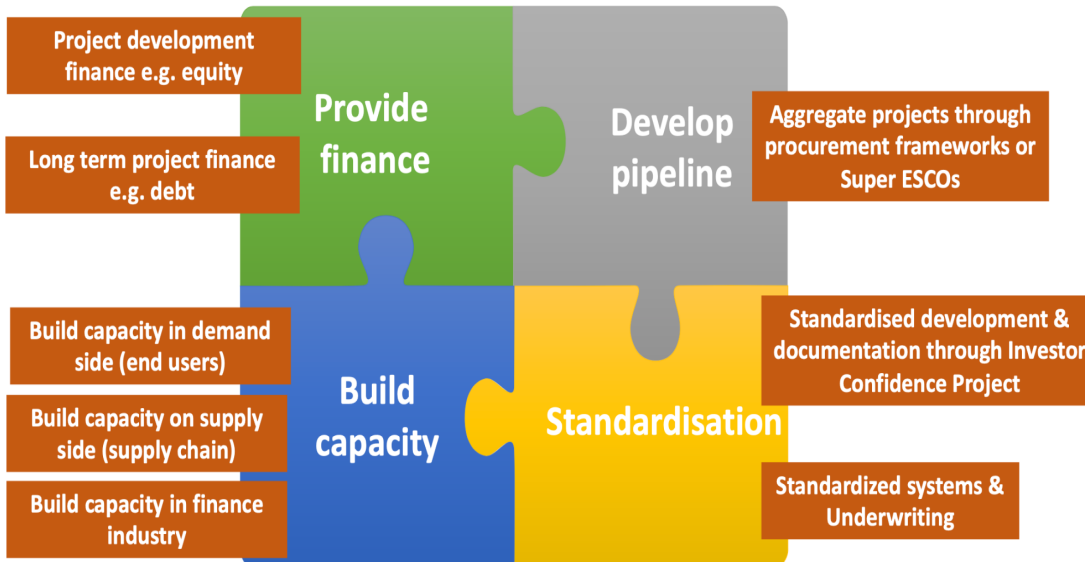 Project development
finance e.g. equity
Long term project finance
e.g. debt
Provide
finance
Develop
pipeline
Aggregate projects through
procurement frameworks or
Super ESCOs
Build capacity in demand
side (end users)
Build capacity on supply
side (supply chain)
Build capacity in finance
industry
Build
capacity
Standardisation
Standardised development &
documentation through Investor
Confidence Project
Standardized systems &
Underwriting